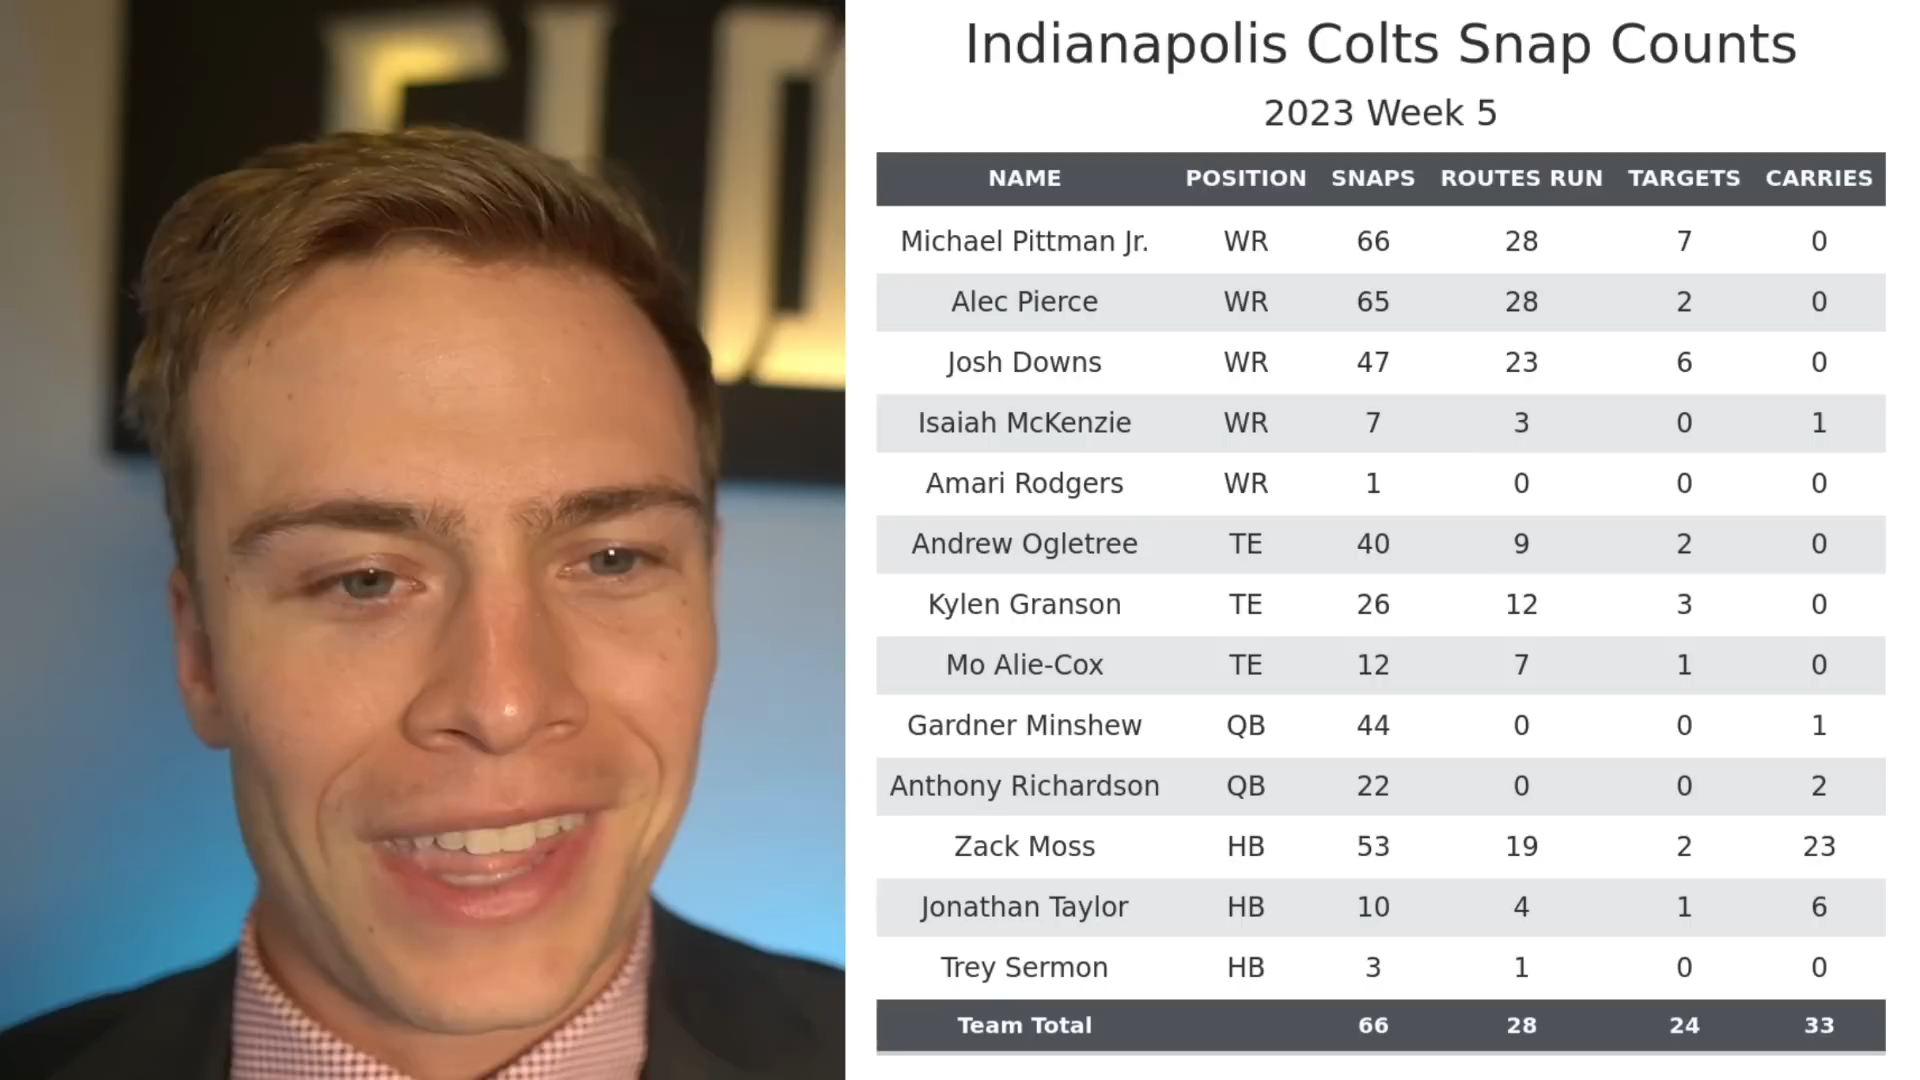 Indianapolis Colts Snap Counts
2023 Week 5
NAME POSITION SNAPS ROUTES RUN TARGETS CARRIES
Michael Pittman Jr. WR 66 28 7 0
Alec Pierce WR 65 28 2 0
Josh Downs WR 47 23 6 0
Isaiah McKenzie WR 7 3 0 1
Amari Rodgers WR 1 0 0 0
Andrew Ogletree TE 40 9 2 0
Kylen Granson TE 26 12 3 0
Mo Alie-Cox TE 12 7 1 0
Gardner Minshew QB 44 0 0 1
Anthony Richardson QB 22 0 0 2
Zack Moss HB 53 19 2 23
Jonathan Taylor HB 10 4 1 6
Trey Sermon HB 3 1 0 0
Team Total 66 28 24 33